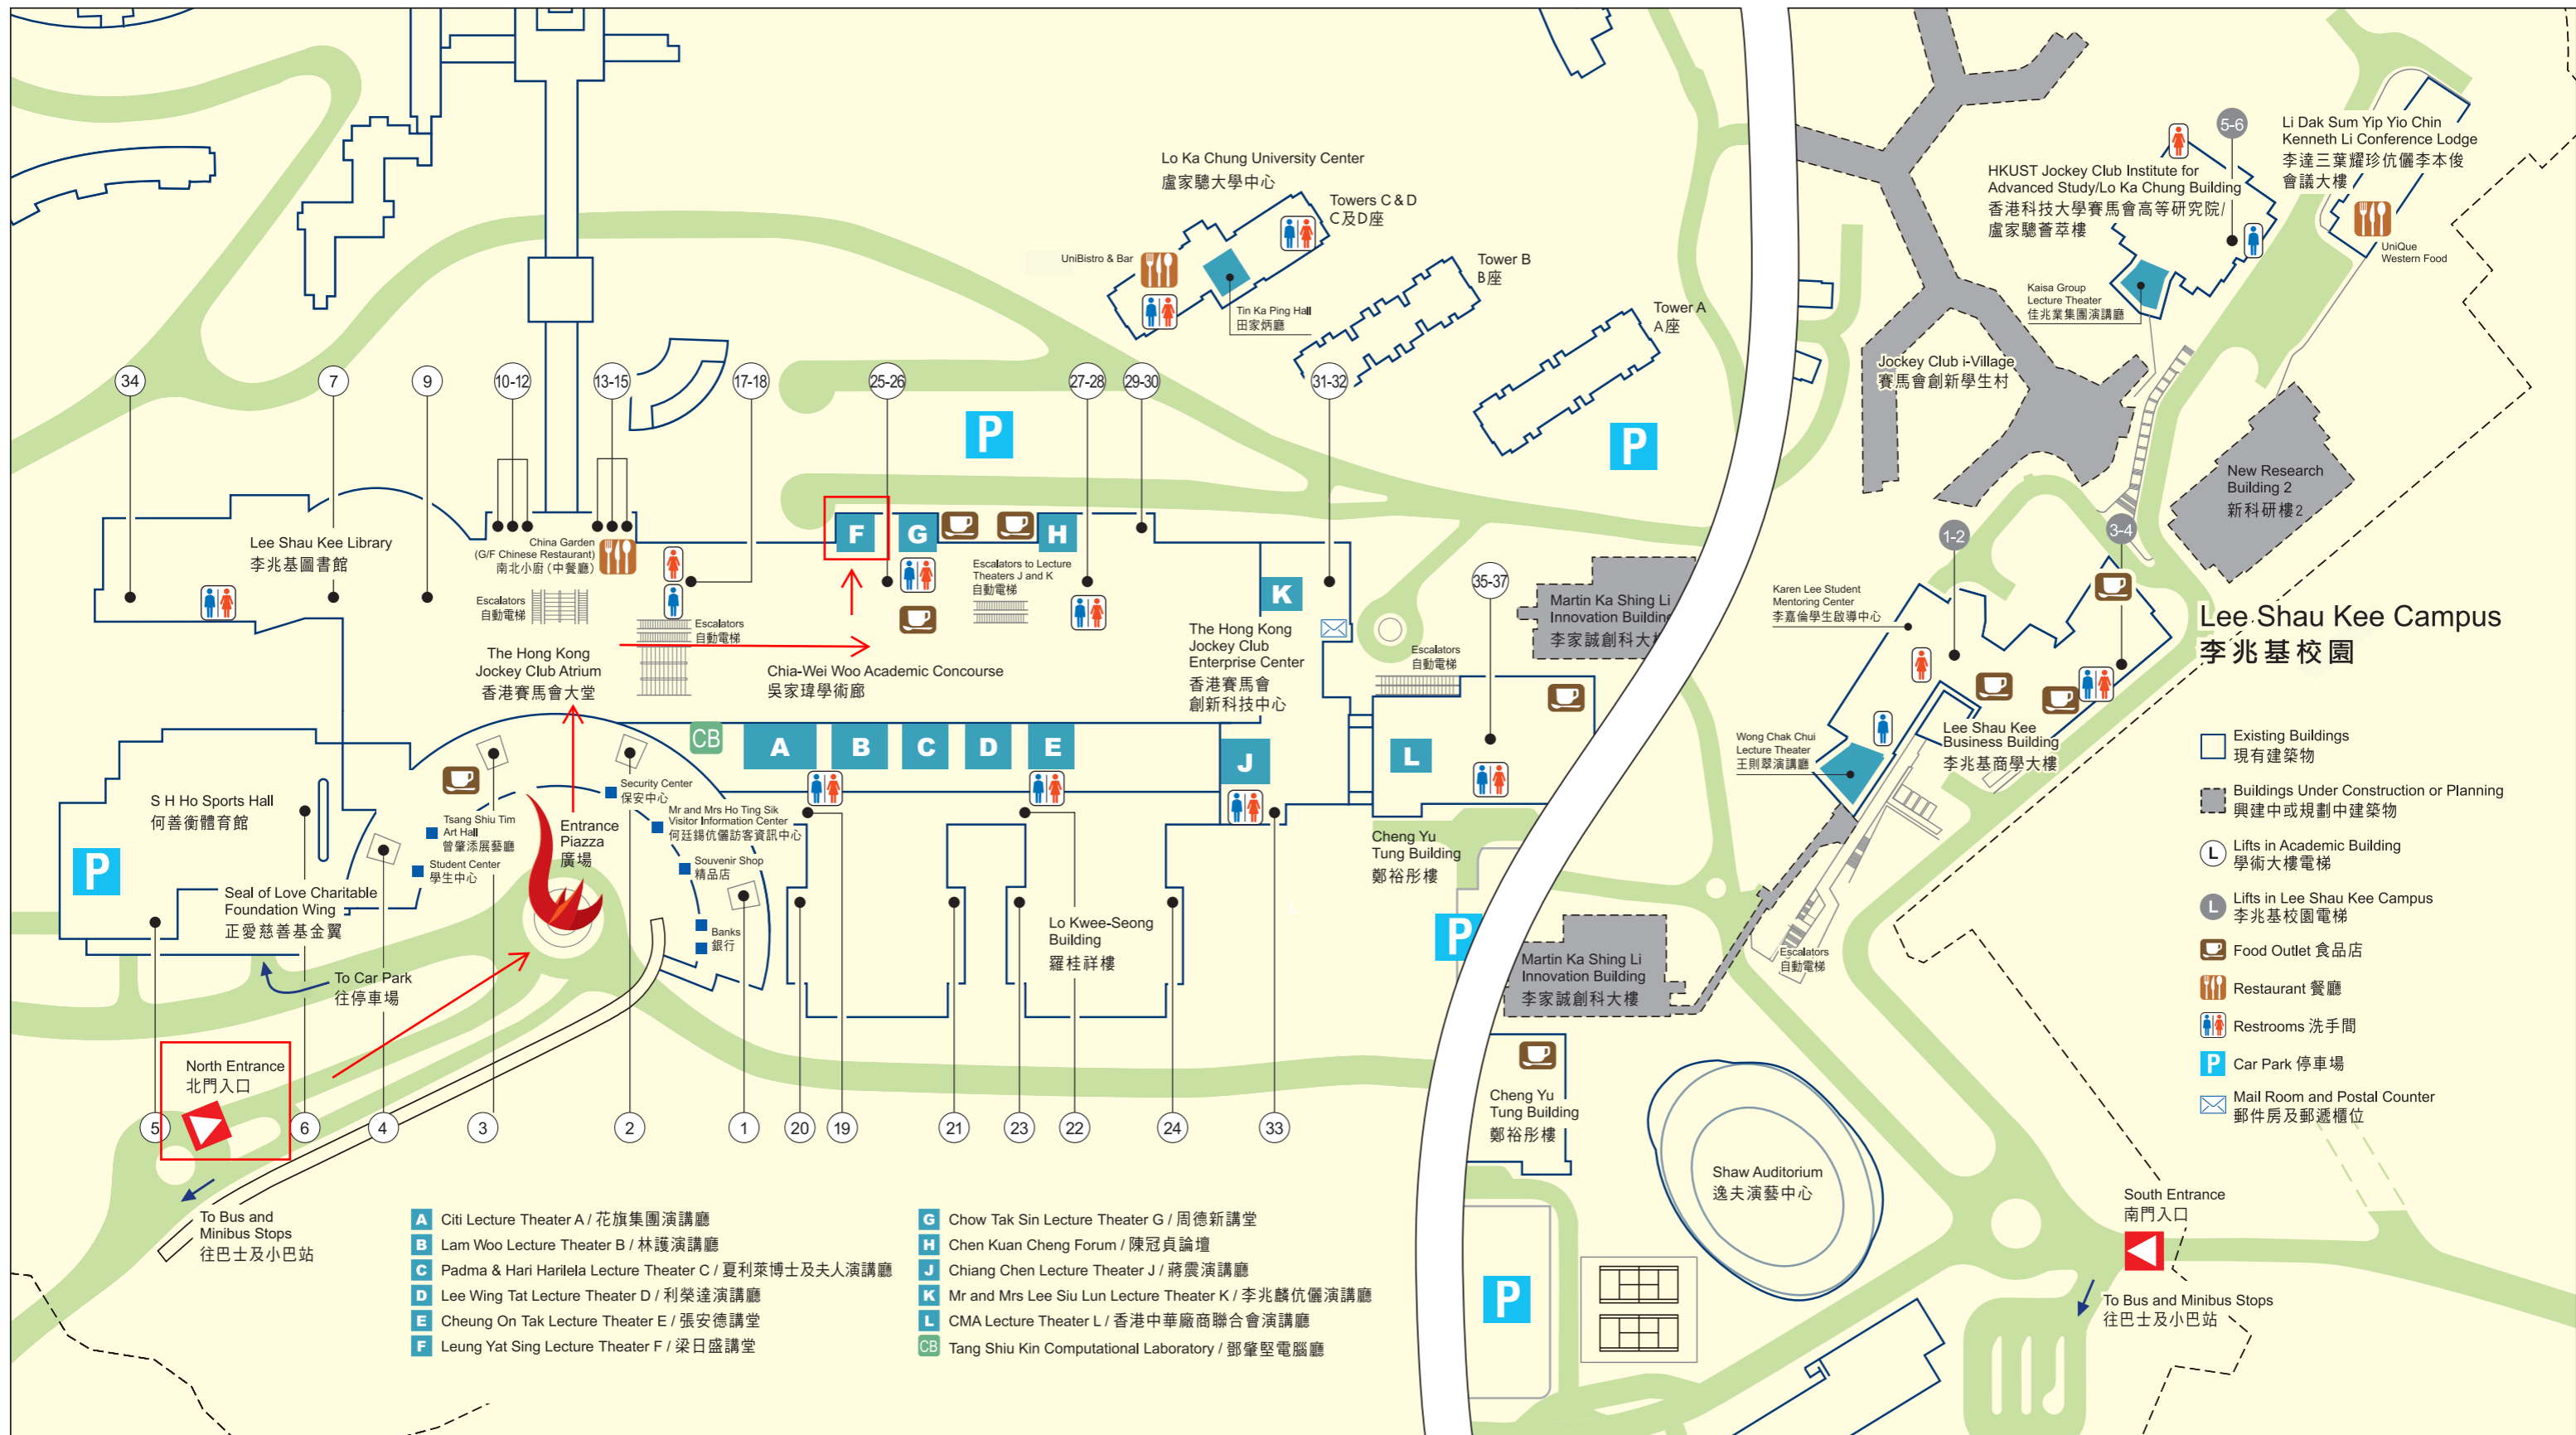 Lo Ka Chung University Center
盧家驄大學中心
Towers C & D
C及D座
UniBistro & Bar
Tin Ka Ping Hall
田家炳廳
Tower B
B座
Tower A
A座
P
P
5-6
Li Dak Sum Yip Yio Chin
Kenneth Li Conference Lodge
李達三葉耀珍伉儷李本俊
會議大樓
UniQue
Western Food
HKUST Jockey Club Institute for
Advanced Study/Lo Ka Chung Building
香港科技大學賽馬會高等研究院/
盧家驄薈萃樓
Kaisa Group
Lecture Theater
佳兆業集團演講廳
Jockey Club i-Village
賽馬會創新學生村
New Research
Building 2
新科研樓2
34
7
9
10-12
13-15
17-18
25-26
27-28
29-30
31-32
35-37
1-2
3-4
Lee Shau Kee Library
李兆基圖書館
China Garden
(G/F Chinese Restaurant)
南北小廚 (中餐廳)
Escalators
自動電梯
Escalators
自動電梯
The Hong Kong
Jockey Club Atrium
香港賽馬會大堂
F
G
H
K
Escalators to Lecture
Theaters J and K
自動電梯
Chia-Wei Woo Academic Concourse
吳家瑋學術廊
The Hong Kong
Jockey Club
Enterprise Center
香港賽馬會
創新科技中心
Escalators
自動電梯
Martin Ka Shing Li
Innovation Building
李家誠創科大樓
Karen Lee Student
Mentoring Center
李嘉倫學生啟導中心
Lee Shau Kee Campus
李兆基校園
Wong Chak Chui
Lecture Theater
王則翠演講廳
Lee Shau Kee
Business Building
李兆基商學大樓
CB
A
B
C
D
E
J
L
S H Ho Sports Hall
何善衡體育館
P
Seal of Love Charitable
Foundation Wing
正愛慈善基金翼
Tsang Shiu Tim
Art Hall
曾肇添展藝廳
Student Center
學生中心
Entrance
Piazza
廣場
Security Center
保安中心
Mr and Mrs Ho Ting Sik
Visitor Information Center
何廷錫伉儷訪客資訊中心
Souvenir Shop
精品店
Banks
銀行
Lo Kwee-Seong
Building
羅桂祥樓
Cheng Yu
Tung Building
鄭裕彤樓
P
Martin Ka Shing Li
Innovation Building
李家誠創科大樓
Escalators
自動電梯
To Car Park
往停車場
North Entrance
北門入口
5
6
4
3
2
1
20
19
21
23
22
24
33
To Bus and
Minibus Stops
往巴士及小巴站
Cheng Yu
Tung Building
鄭裕彤樓
Shaw Auditorium
逸夫演藝中心
P
South Entrance
南門入口
To Bus and Minibus Stops
往巴士及小巴站
Existing Buildings
現有建築物
Buildings Under Construction or Planning
興建中或規劃中建築物
L
Lifts in Academic Building
學術大樓電梯
L
Lifts in Lee Shau Kee Campus
李兆基校園電梯
Food Outlet 食品店
Restaurant 餐廳
Restrooms 洗手間
P Car Park 停車場
Mail Room and Postal Counter
郵件房及郵遞櫃位
A Citi Lecture Theater A / 花旗集團演講廳
B Lam Woo Lecture Theater B / 林護演講廳
C Padma & Hari Harilela Lecture Theater C / 夏利萊博士及夫人演講廳
D Lee Wing Tat Lecture Theater D / 利榮達演講廳
E Cheung On Tak Lecture Theater E / 張安德講堂
F Leung Yat Sing Lecture Theater F / 梁日盛講堂
G Chow Tak Sin Lecture Theater G / 周德新講堂
H Chen Kuan Cheng Forum / 陳冠貞論壇
J Chiang Chen Lecture Theater J / 蔣震演講廳
K Mr and Mrs Lee Siu Lun Lecture Theater K / 李兆麟伉儷演講廳
L CMA Lecture Theater L / 香港中華廠商聯合會演講廳
CB Tang Shiu Kin Computational Laboratory / 鄧肇堅電腦廳